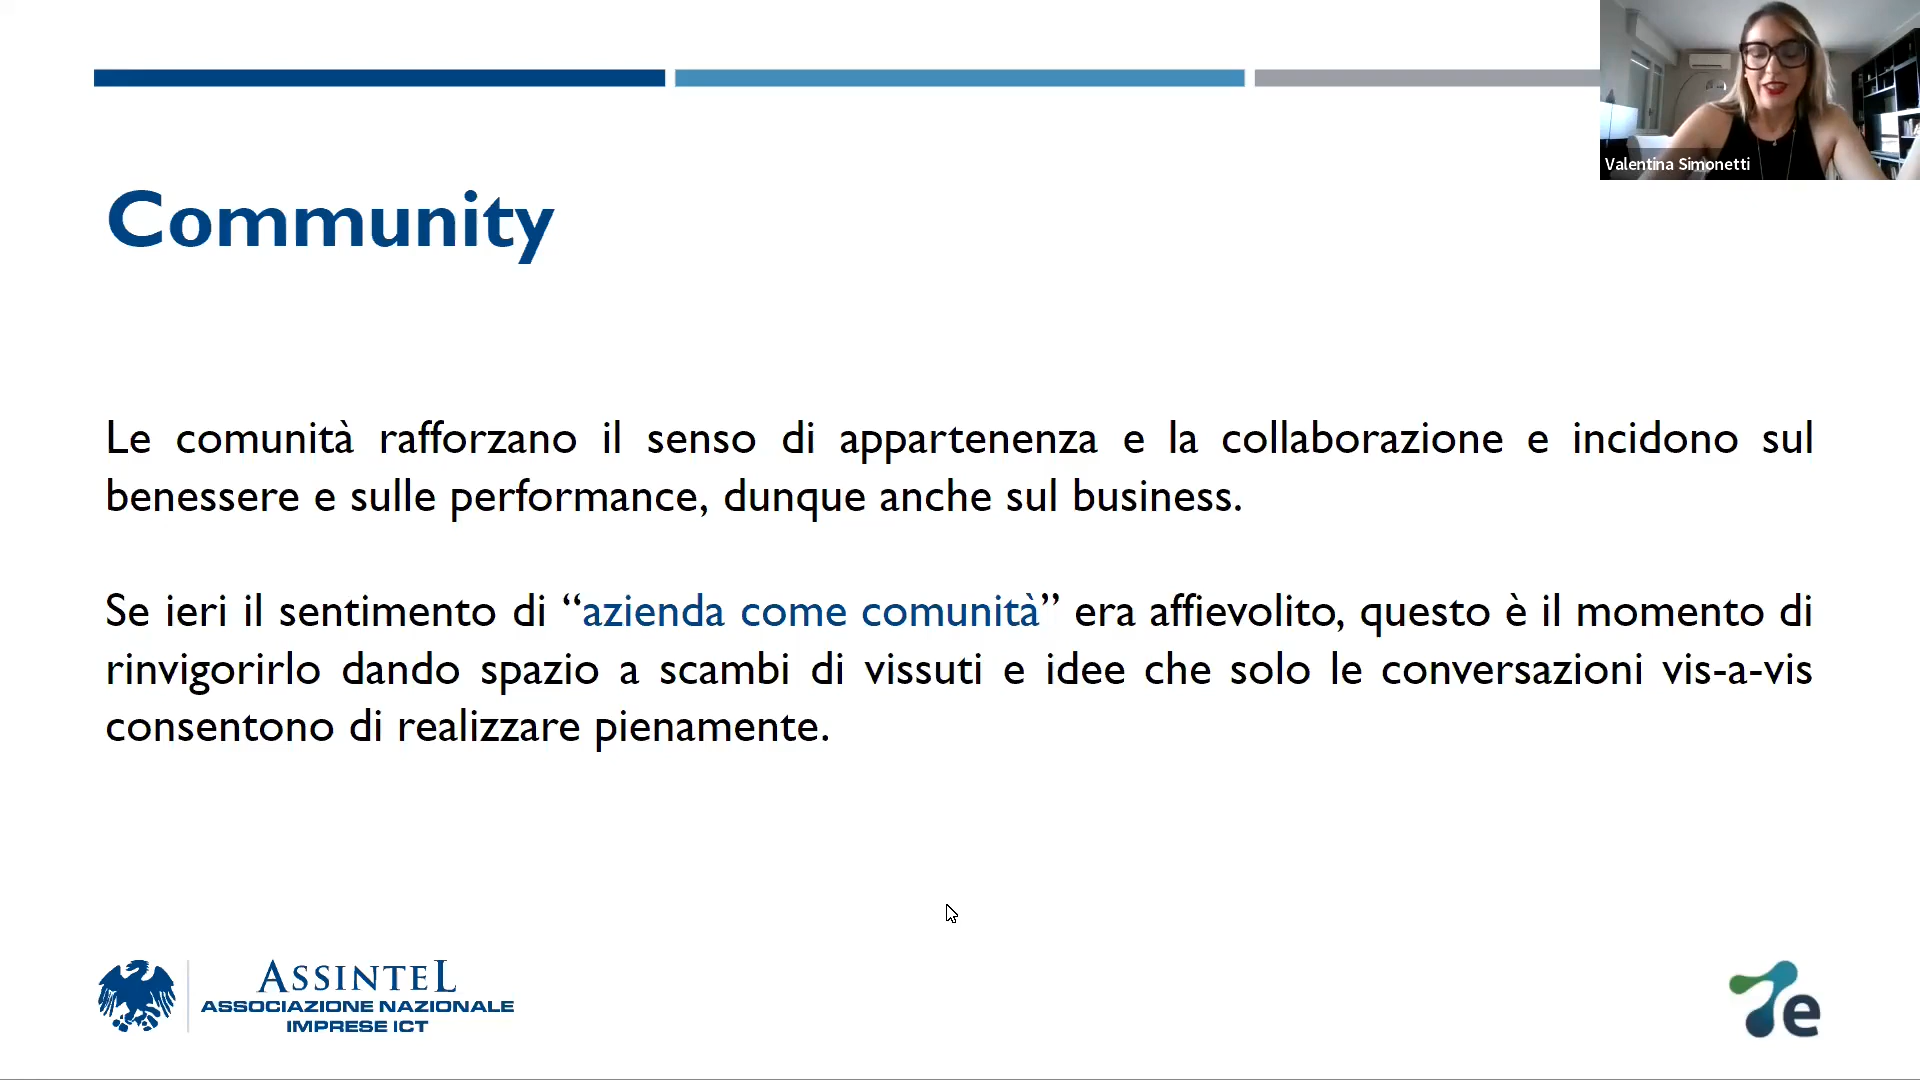 Valentina Simonetti
Community
Le comunità rafforzano il senso di appartenenza e la collaborazione e incidono sul
benessere e sulle performance, dunque anche sul business.
Se ieri il sentimento di “azienda come comunità” era affievolito, questo è il momento di
rinvigorirlo dando spazio a scambi di vissuti e idee che solo le conversazioni vis-a-vis
consentono di realizzare pienamente.
ASSINTEL
ASSOCIAZIONE NAZIONALE
IMPRESE ICT
e